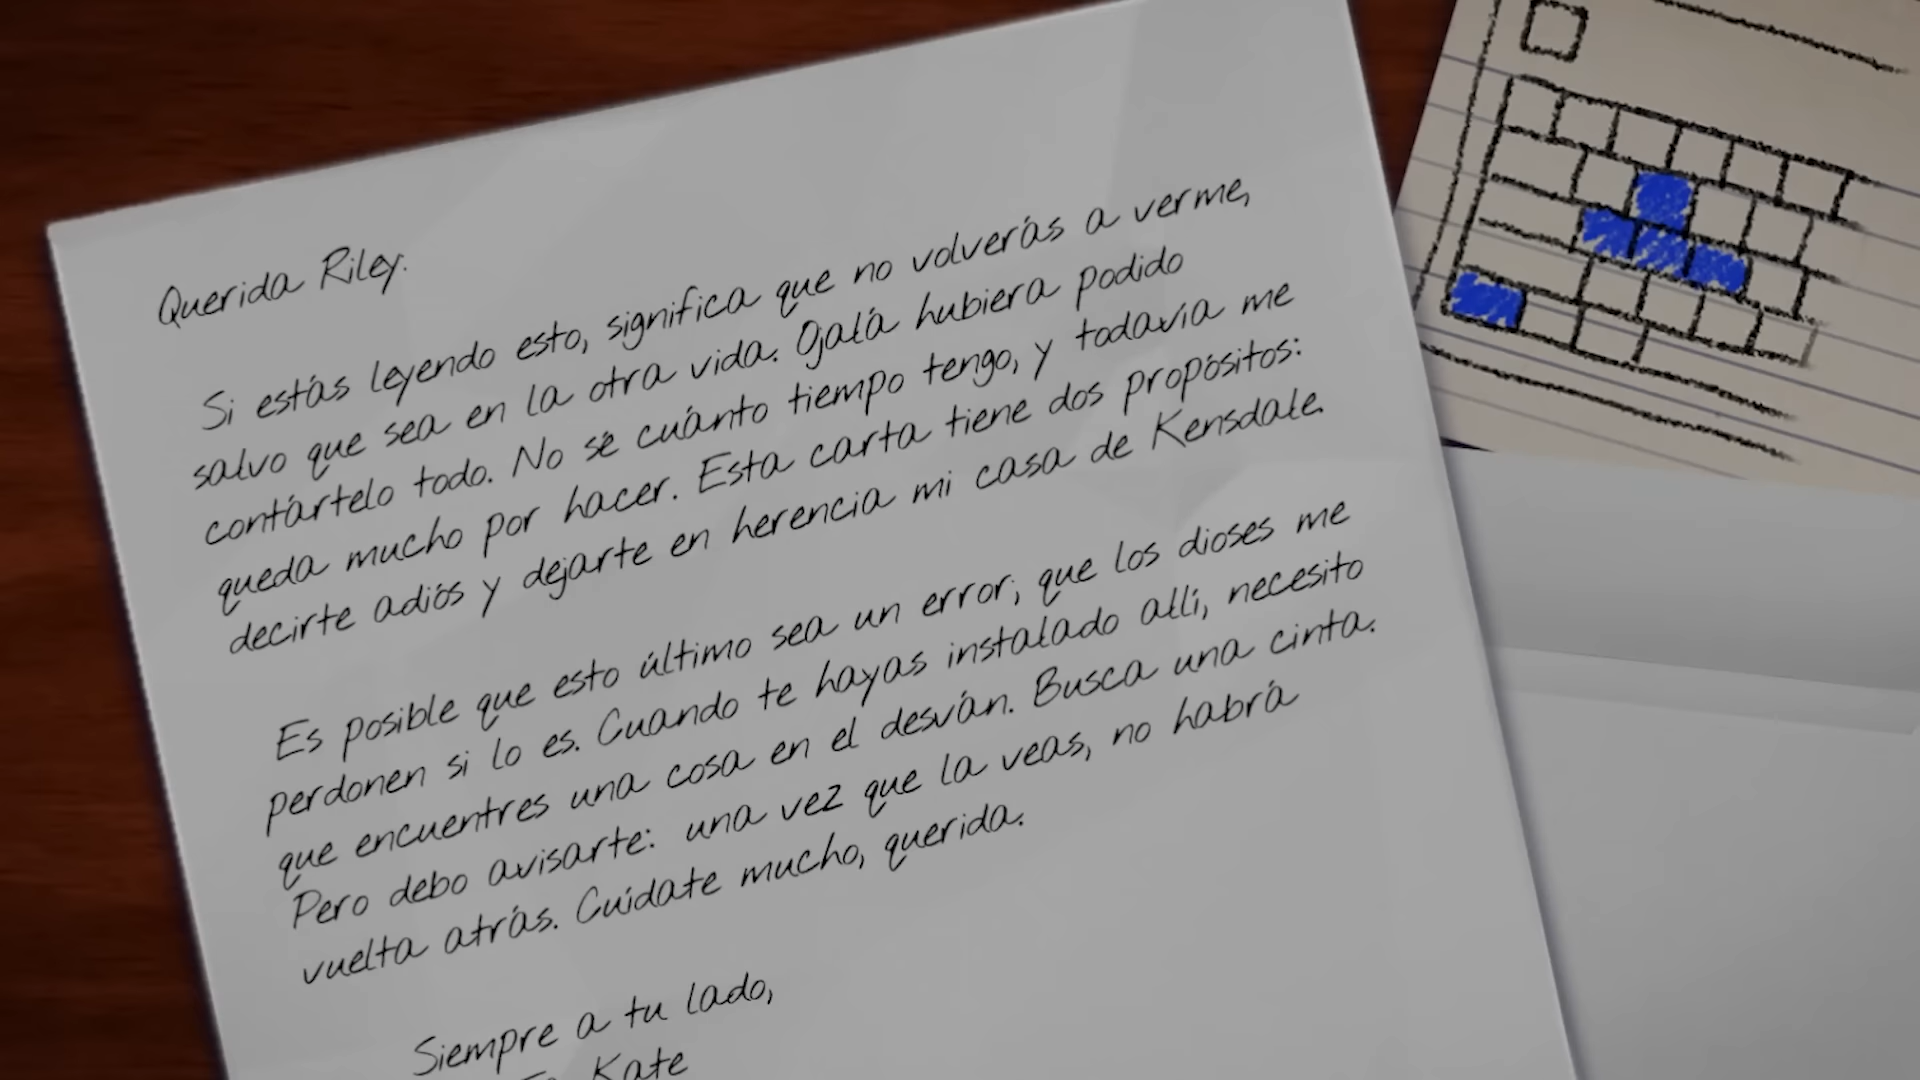 Querida Riley:
Si estás leyendo esto, significa que no volverás a verme,
salvo que sea en la otra vida. Ojalá hubiera podido
contártelo todo. No sé cuánto tiempo tengo, y todavía me
queda mucho por hacer. Esta carta tiene dos propósitos:
decirte adiós y dejarte en herencia mi casa de Kensdale.
Es posible que esto último sea un error; que los dioses me
perdonen si lo es. Cuando te hayas instalado allí, necesito
que encuentres una cosa en el desván. Busca una cinta.
Pero debo avisarte: una vez que la veas, no habrá
vuelta atrás. Cuídate mucho, querida.
Siempre a tu lado,
Kate